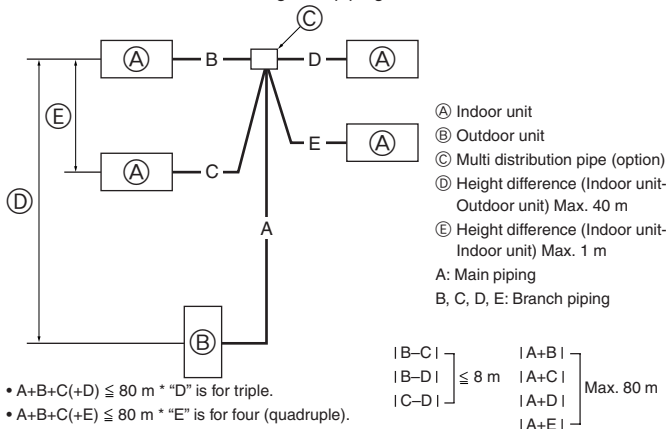 Ⓒ
Ⓐ B D Ⓐ
Ⓔ
E Ⓐ
Ⓐ C
Ⓓ
A
Ⓑ
Ⓐ Indoor unit
Ⓑ Outdoor unit
Ⓒ Multi distribution pipe (option)
Ⓓ Height difference (Indoor unit-
Outdoor unit) Max. 40 m
Ⓔ Height difference (Indoor unit-
Indoor unit) Max. 1 m
A: Main piping
B, C, D, E: Branch piping
|B–C|
|B–D|
|C–D|
≦ 8 m
|A+B|
|A+C|
|A+D|
|A+E|
Max. 80 m
• A+B+C(+D) ≦ 80 m * “D” is for triple.
• A+B+C(+E) ≦ 80 m * “E” is for four (quadruple).